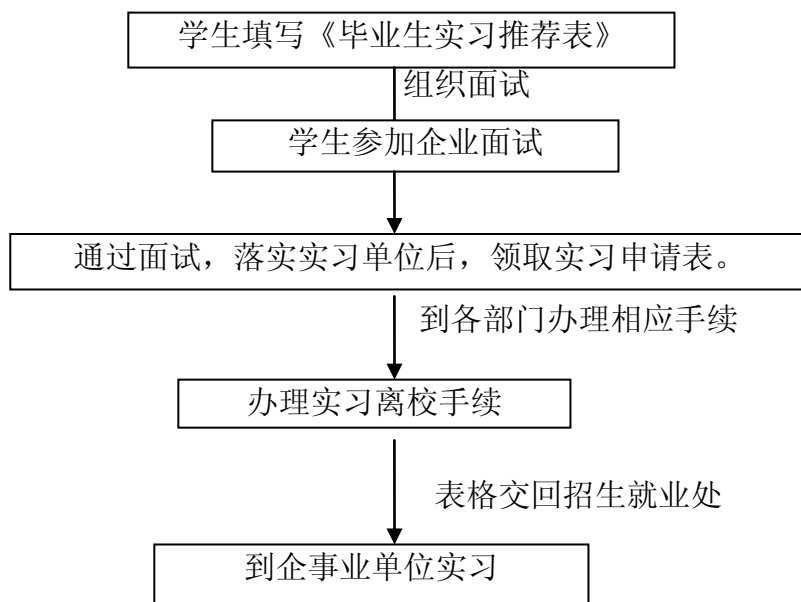 学生填写《毕业生实习推荐表》
组织面试
学生参加企业面试
通过面试，落实实习单位后，领取实习申请表。
到各部门办理相应手续
办理实习离校手续
表格交回招生就业处
到企事业单位实习